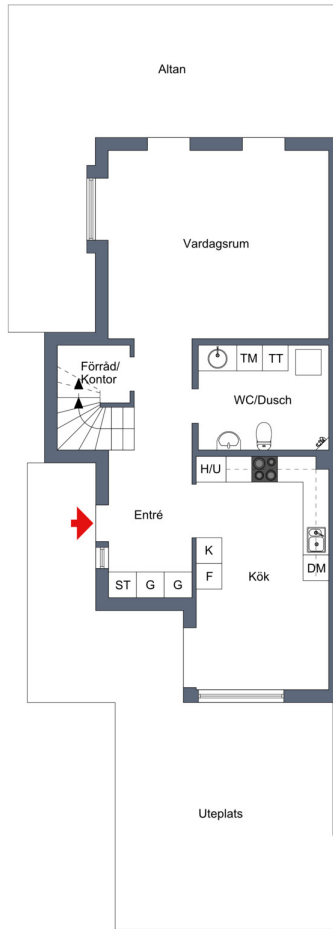 Altan
Vardagsrum
Förråd/
Kontor
TM TT
WC/Dusch
H/U
Entré
K
F
Kök
DM
ST G G
Uteplats